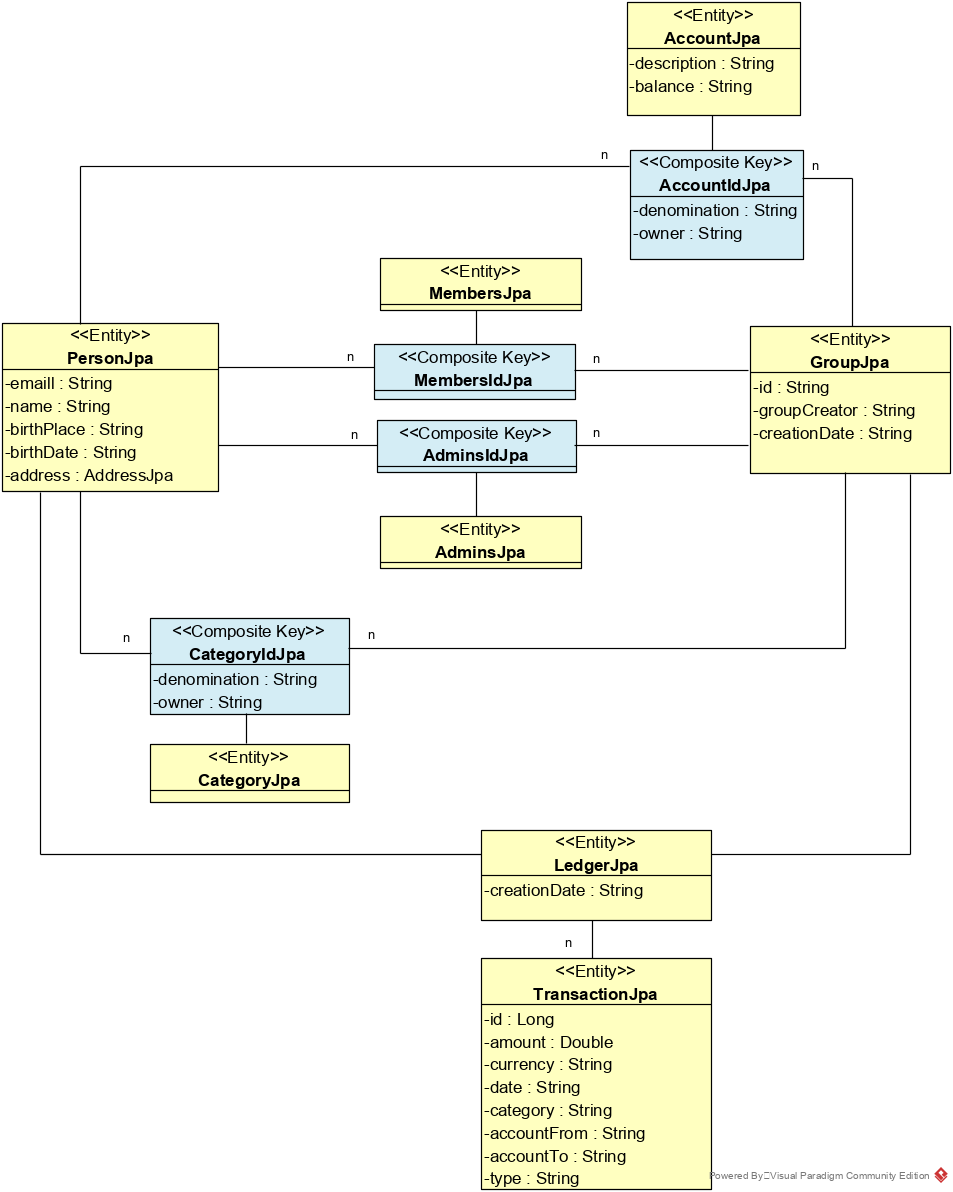 <<Entity>>
AccountJpa
-description : String
-balance : String
n
<<Composite Key>>
n
AccountIdJpa
-denomination : String
-owner : String
<<Entity>>
MembersJpa
<<Entity>>
PersonJpa
-emaill : String
-name : String
-birthPlace : String
-birthDate : String
-address : AddressJpa
n
<<Composite Key>>
MembersIdJpa
n
<<Entity>>
GroupJpa
-id : String
-groupCreator : String
-creationDate : String
n
<<Composite Key>>
AdminsIdJpa
n
<<Entity>>
AdminsJpa
n
<<Composite Key>>
CategoryIdJpa
-denomination : String
-owner : String
n
<<Entity>>
CategoryJpa
<<Entity>>
LedgerJpa
-creationDate : String
n
<<Entity>>
TransactionJpa
-id : Long
-amount : Double
-currency : String
-date : String
-category : String
-accountFrom : String
-accountTo : String
-type : String
Powered By Visual Paradigm Community Edition